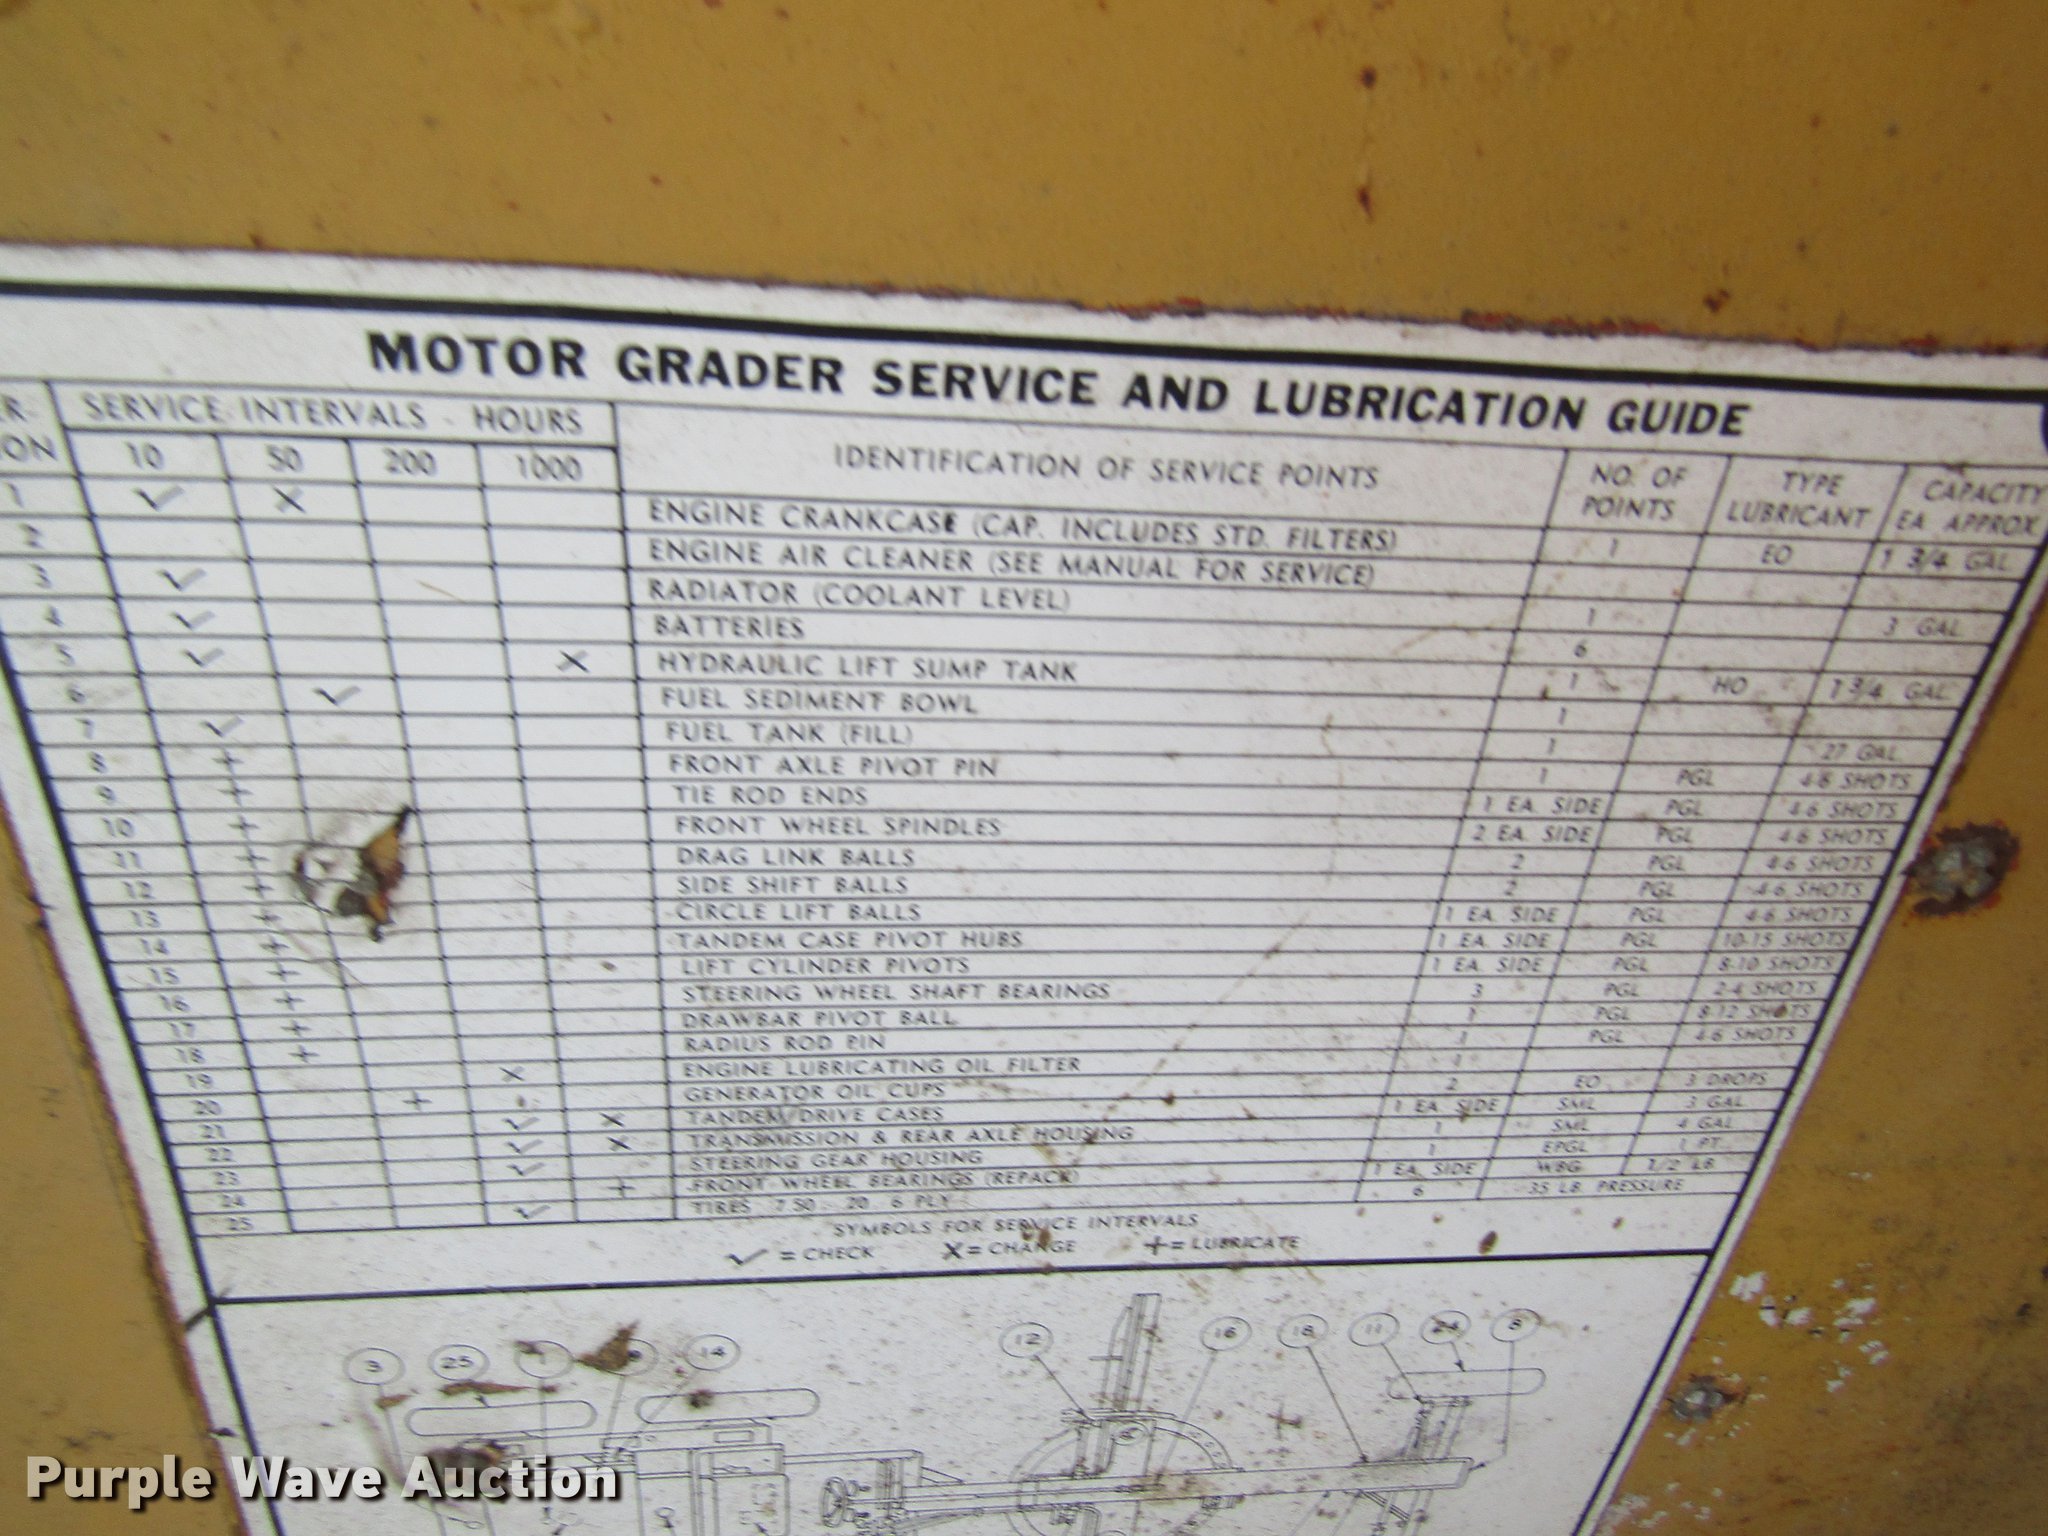 MOTOR GRADER SERVICE AND LUBRICATION GUIDE
SERVICE INTERVALS - HOURS
10 50 200 1000 IDENTIFICATION OF SERVICE POINTS NO. OF POINTS TYPE LUBRICANT CAPACITY EA. APPROX.
1 ✓ X ENGINE CRANKCASE (CAP. INCLUDES STD. FILTERS) 1 EO 1 3/4 GAL.
2 ENGINE AIR CLEANER (SEE MANUAL FOR SERVICE)
3 ✓ RADIATOR (COOLANT LEVEL) 1 3 GAL.
4 ✓ BATTERIES 6
5 ✓ X HYDRAULIC LIFT SUMP TANK 1 HO 1 3/4 GAL.
6 ✓ FUEL SEDIMENT BOWL 1
7 ✓ FUEL TANK (FILL) 1 27 GAL.
8 + FRONT AXLE PIVOT PIN 1 PGL 4-6 SHOTS
9 + TIE ROD ENDS 1 EA. SIDE PGL 4-6 SHOTS
10 + FRONT WHEEL SPINDLES 2 EA. SIDE PGL 4-6 SHOTS
11 + DRAG LINK BALLS 2 PGL 4-6 SHOTS
12 + SIDE SHIFT BALLS 2 PGL 4-6 SHOTS
13 + CIRCLE LIFT BALLS 1 EA. SIDE PGL 4-6 SHOTS
14 + TANDEM CASE PIVOT HUBS 1 EA. SIDE PGL 10-15 SHOTS
15 + LIFT CYLINDER PIVOTS 1 EA. SIDE PGL 8-10 SHOTS
16 + STEERING WHEEL SHAFT BEARINGS 3 PGL 2-4 SHOTS
17 + DRAWBAR PIVOT BALL 1 PGL 8-12 SHOTS
18 + RADIUS ROD PIN 1 PGL 4-6 SHOTS
19 X ENGINE LUBRICATING OIL FILTER 1
20 + GENERATOR OIL CUPS 2 EO 3 DROPS
21 ✓ X TANDEM DRIVE CASES 1 EA. SIDE SML 3 GAL
22 ✓ X TRANSMISSION & REAR AXLE HOUSING 1 SML 4 GAL
23 ✓ STEERING GEAR HOUSING 1 EPGL 1 PT.
24 + FRONT WHEEL BEARINGS (REPACK) 1 EA. SIDE WBG 1/2 LB
25 ✓ TIRES 7.50 - 20 6 PLY 6 35 LB. PRESSURE
SYMBOLS FOR SERVICE INTERVALS
✓ = CHECK X = CHANGE + = LUBRICATE
3 25 1 14 12 16 18 11 24 8
Purple Wave Auction